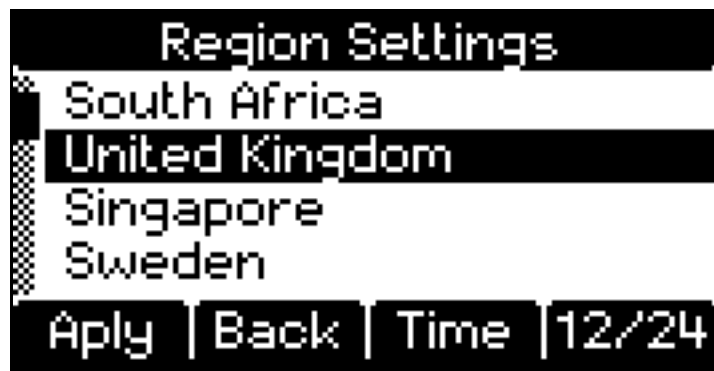 Region Settings
South Africa
United Kingdom
Singapore
Sweden
Aply Back Time 12/24